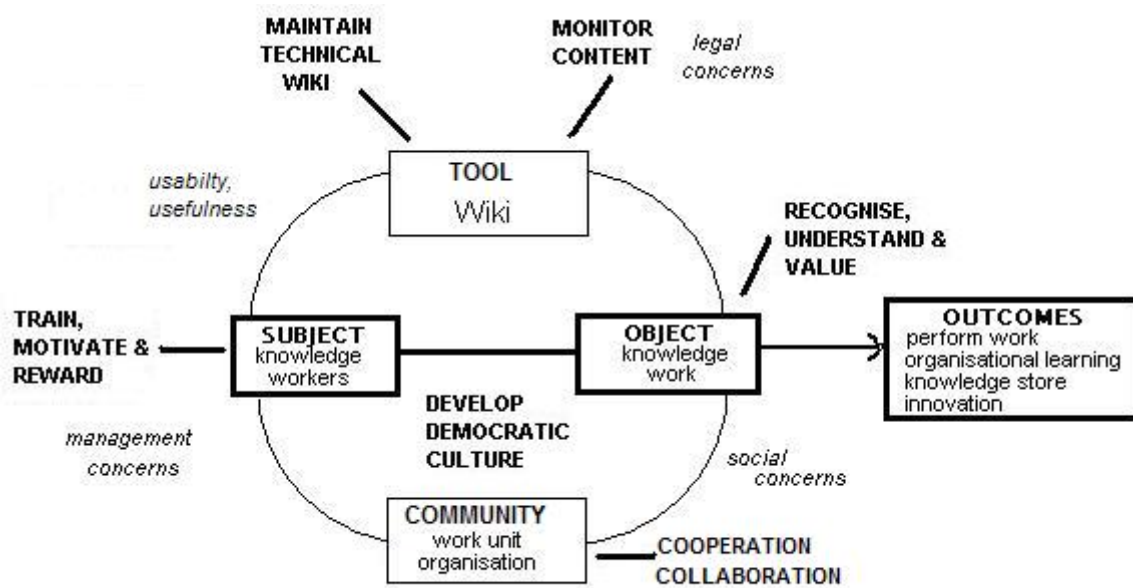 MAINTAIN
TECHNICAL
WIKI
MONITOR
CONTENT
legal
concerns
usabilty,
usefulness
TOOL
Wiki
RECOGNISE,
UNDERSTAND &
VALUE
TRAIN,
MOTIVATE &
REWARD
SUBJECT
knowledge
workers
OBJECT
knowledge
work
OUTCOMES
perform work
organisational learning
knowledge store
innovation
DEVELOP
DEMOCRATIC
CULTURE
management
concerns
social
concerns
COMMUNITY
work unit
organisation
COOPERATION
COLLABORATION